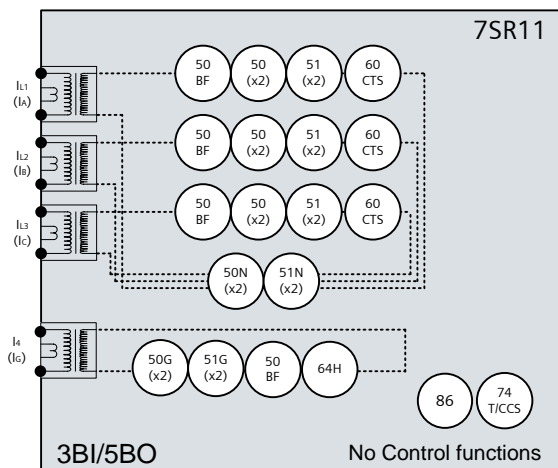 7SR11
IL1
(IA)
50
BF
50
(x2)
51
(x2)
60
CTS
IL2
(IB)
50
BF
50
(x2)
51
(x2)
60
CTS
IL3
(IC)
50
BF
50
(x2)
51
(x2)
60
CTS
50N
(x2)
51N
(x2)
I4
(IG)
50G
(x2)
51G
(x2)
50
BF
64H
86
74
T/CCS
3BI/5BO
No Control functions